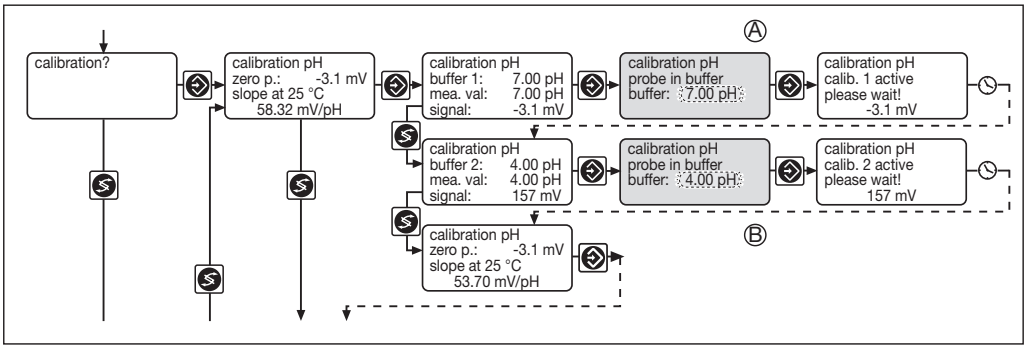 A
calibration?
calibration pH
zero p.: -3.1 mV
slope at 25 °C
58.32 mV/pH
calibration pH
buffer 1: 7.00 pH
mea. val: 7.00 pH
signal: -3.1 mV
calibration pH
probe in buffer
buffer: 7.00 pH
calibration pH
calib. 1 active
please wait!
-3.1 mV
calibration pH
buffer 2: 4.00 pH
mea. val: 4.00 pH
signal: 157 mV
calibration pH
probe in buffer
buffer: 4.00 pH
calibration pH
calib. 2 active
please wait!
157 mV
B
calibration pH
zero p.: -3.1 mV
slope at 25 °C
53.70 mV/pH